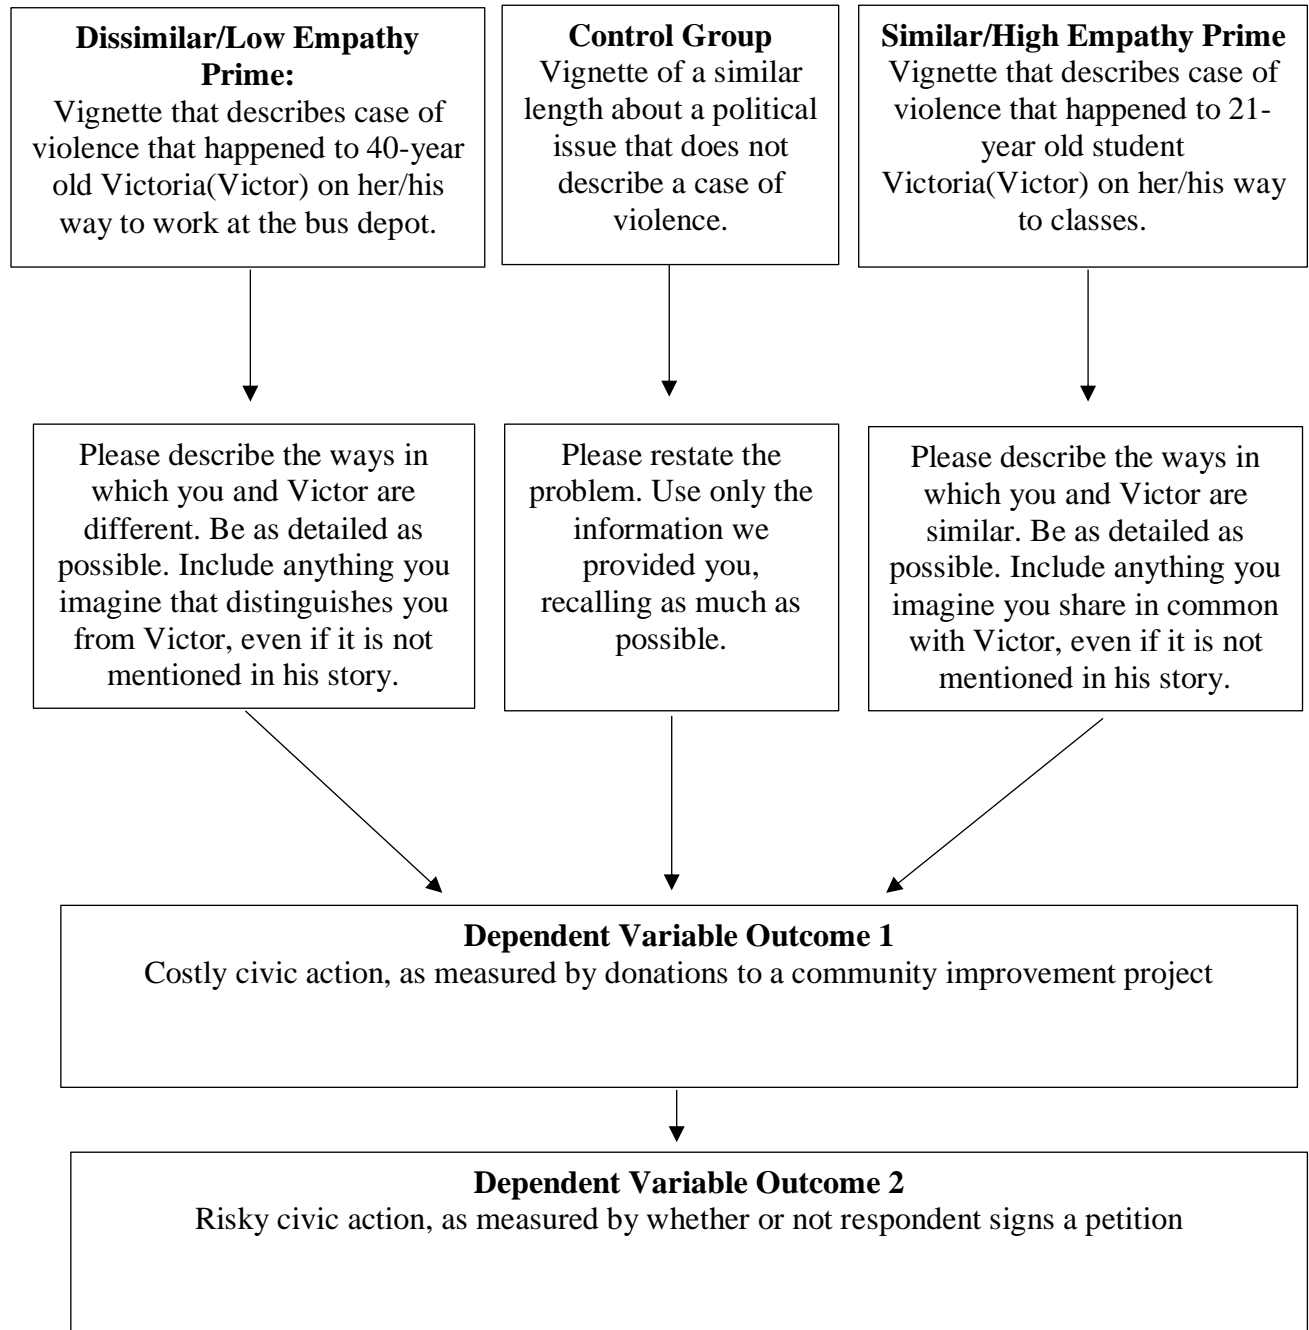 Dissimilar/Low Empathy
Prime:
Vignette that describes case of
violence that happened to 40-year
old Victoria(Victor) on her/his
way to work at the bus depot.
Control Group
Vignette of a similar
length about a political
issue that does not
describe a case of
violence.
Similar/High Empathy Prime
Vignette that describes case of
violence that happened to 21-
year old student
Victoria(Victor) on her/his way
to classes.
Please describe the ways in
which you and Victor are
different. Be as detailed as
possible. Include anything you
imagine that distinguishes you
from Victor, even if it is not
mentioned in his story.
Please restate the
problem. Use only the
information we
provided you,
recalling as much as
possible.
Please describe the ways in
which you and Victor are
similar. Be as detailed as
possible. Include anything you
imagine you share in common
with Victor, even if it is not
mentioned in his story.
Dependent Variable Outcome 1
Costly civic action, as measured by donations to a community improvement project
Dependent Variable Outcome 2
Risky civic action, as measured by whether or not respondent signs a petition